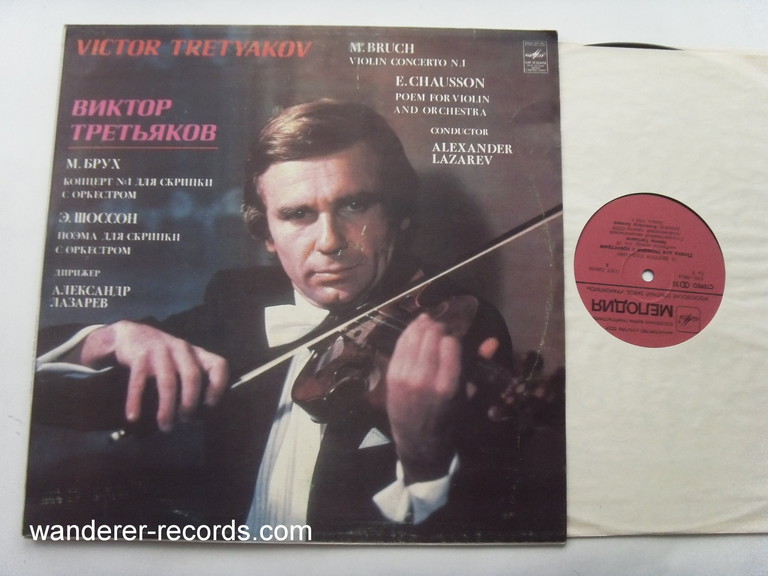 VICTOR TRETYAKOV
M. BRUCH
VIOLIN CONCERTO N.1
E. CHAUSSON
POEM FOR VIOLIN
AND ORCHESTRA
CONDUCTOR
ALEXANDER
LAZAREV
ВИКТОР
ТРЕТЬЯКОВ
М. БРУХ
КОНЦЕРТ №1 ДЛЯ СКРИПКИ
С ОРКЕСТРОМ
Э. ШОССОН
ПОЭМА ДЛЯ СКРИПКИ
С ОРКЕСТРОМ
ДИРИЖЕР
АЛЕКСАНДР
ЛАЗАРЕВ
МЕЛОДИЯ
СТЕРЕО
wanderer-records.com